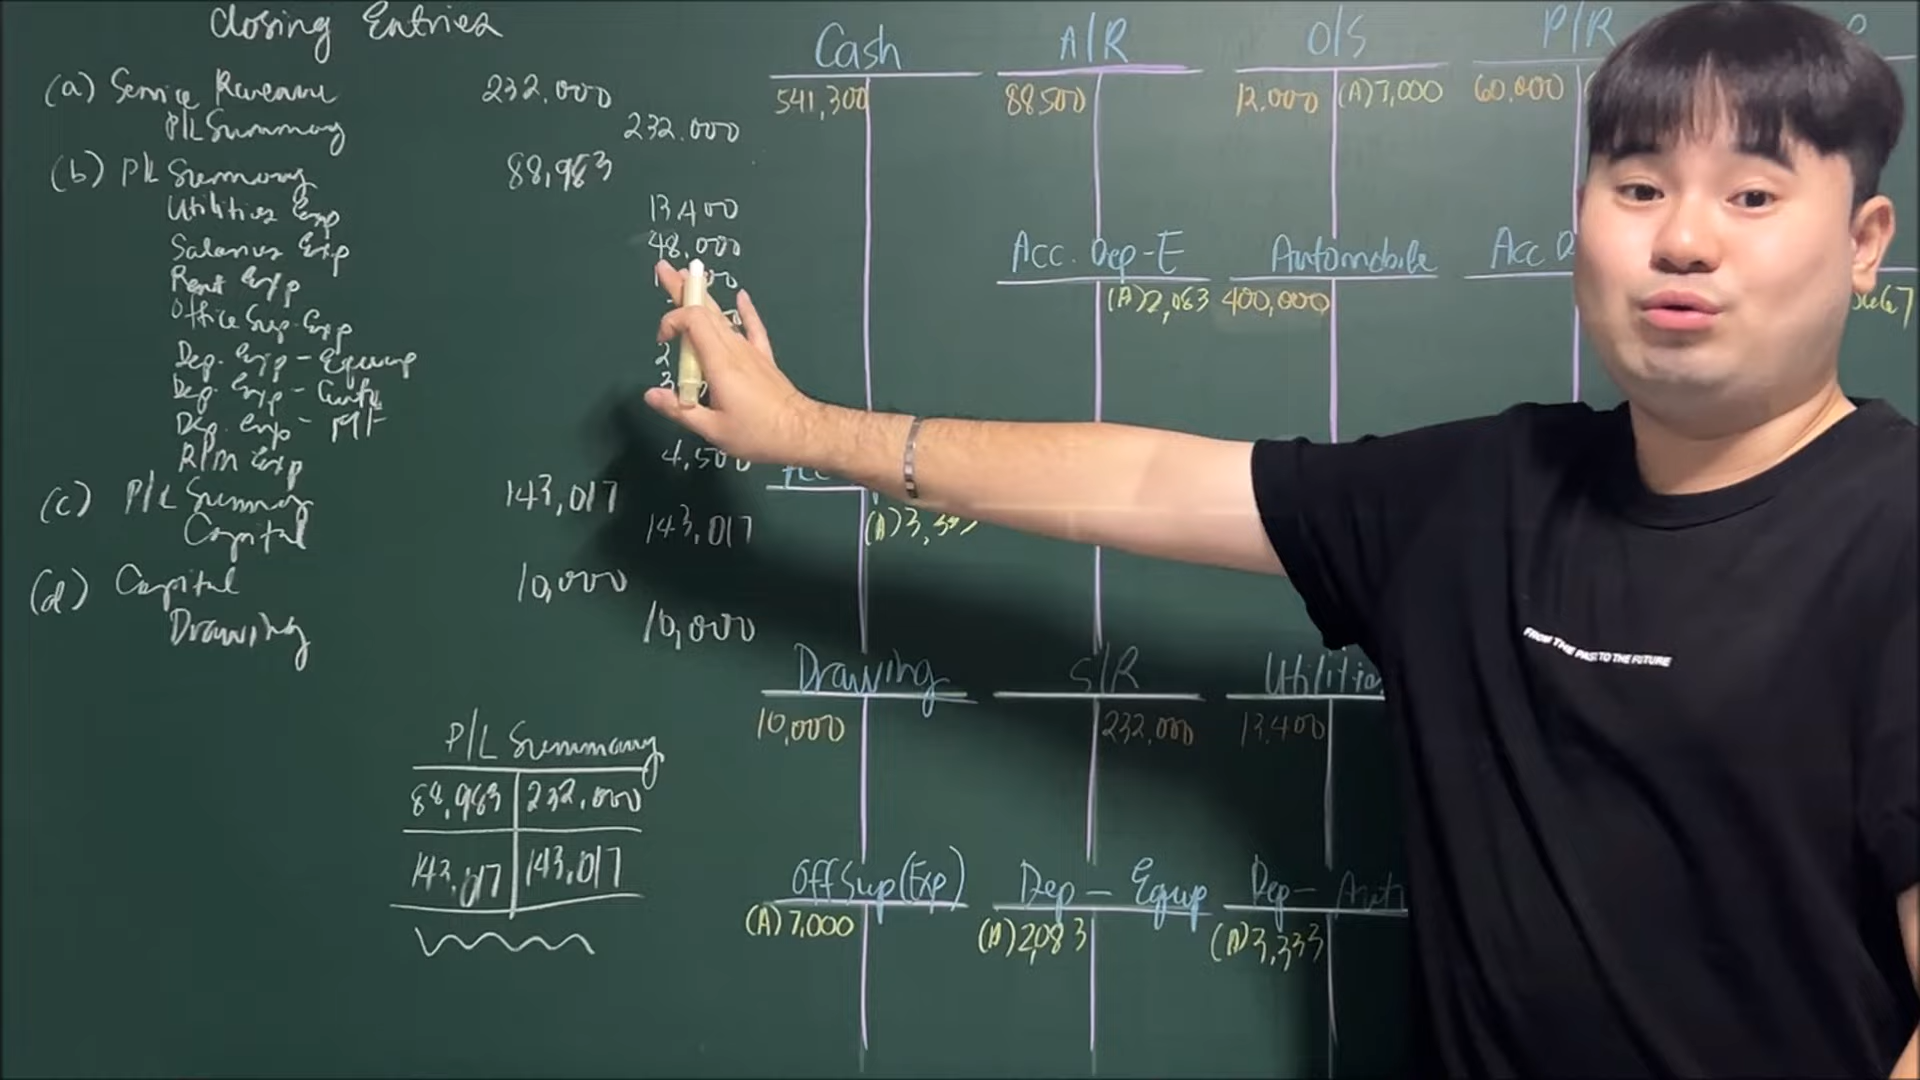 Closing Entries
(a) Service Revenue 232.000
P/L Summary 232.000
(b) P/L Summary 88,983
Utilities Exp 13,400
Salaries Exp 48.000
Rent Exp
Office Sup. Exp
Dep. Exp - Equip
Dep. Exp -
Dep. Exp -
RPM Exp 4,500
(c) P/L Summary 143,017
Capital 143,017
(d) Capital 10,000
Drawing 10,000
P/L Summary
88,983 232,000
143,017 143,017
Cash
541,300
A/R
88,500
O/S
12.000 (A)7,000
P/R
60,000
Acc. Dep-E
(A)2,083
Automobile
400,000
Acc
(A)3,
Drawing
10,000
S/R
232,000
13,400
Off Sup (Exp)
(A) 7,000
Dep - Equip
(A)2,083
Dep-
(A)3,333
FROM THE PAST TO THE FUTURE